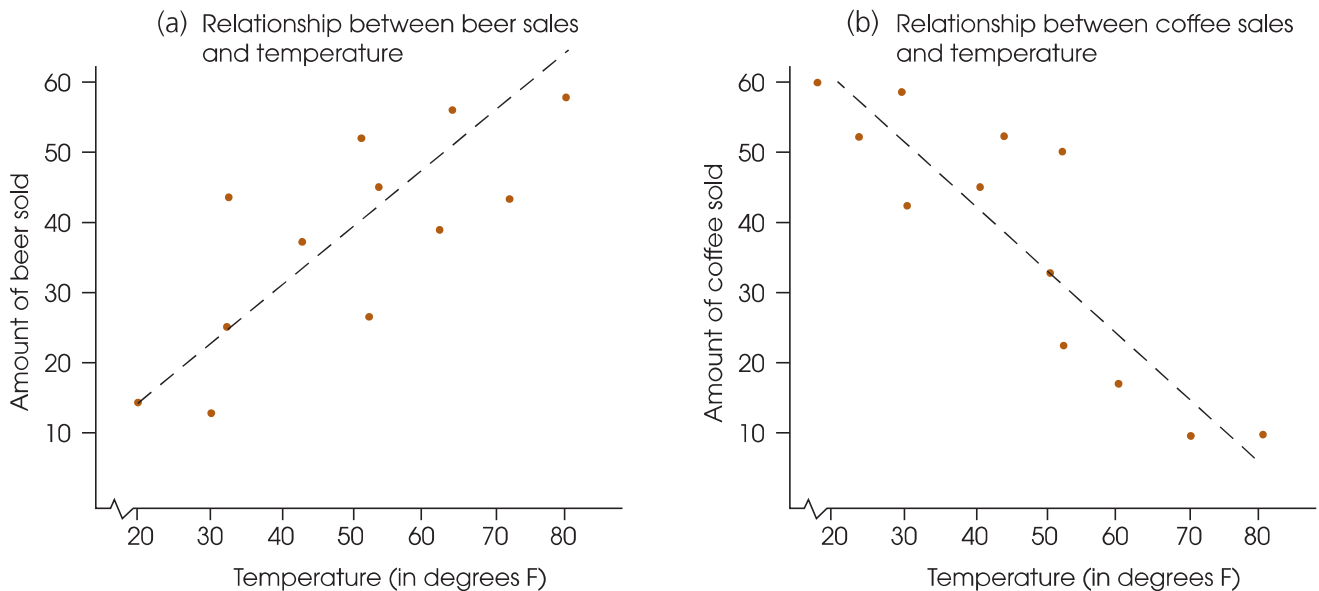 (a) Relationship between beer sales
and temperature
Amount of beer sold
60
50
40
30
20
10
20 30 40 50 60 70 80
Temperature (in degrees F)
(b) Relationship between coffee sales
and temperature
Amount of coffee sold
60
50
40
30
20
10
20 30 40 50 60 70 80
Temperature (in degrees F)